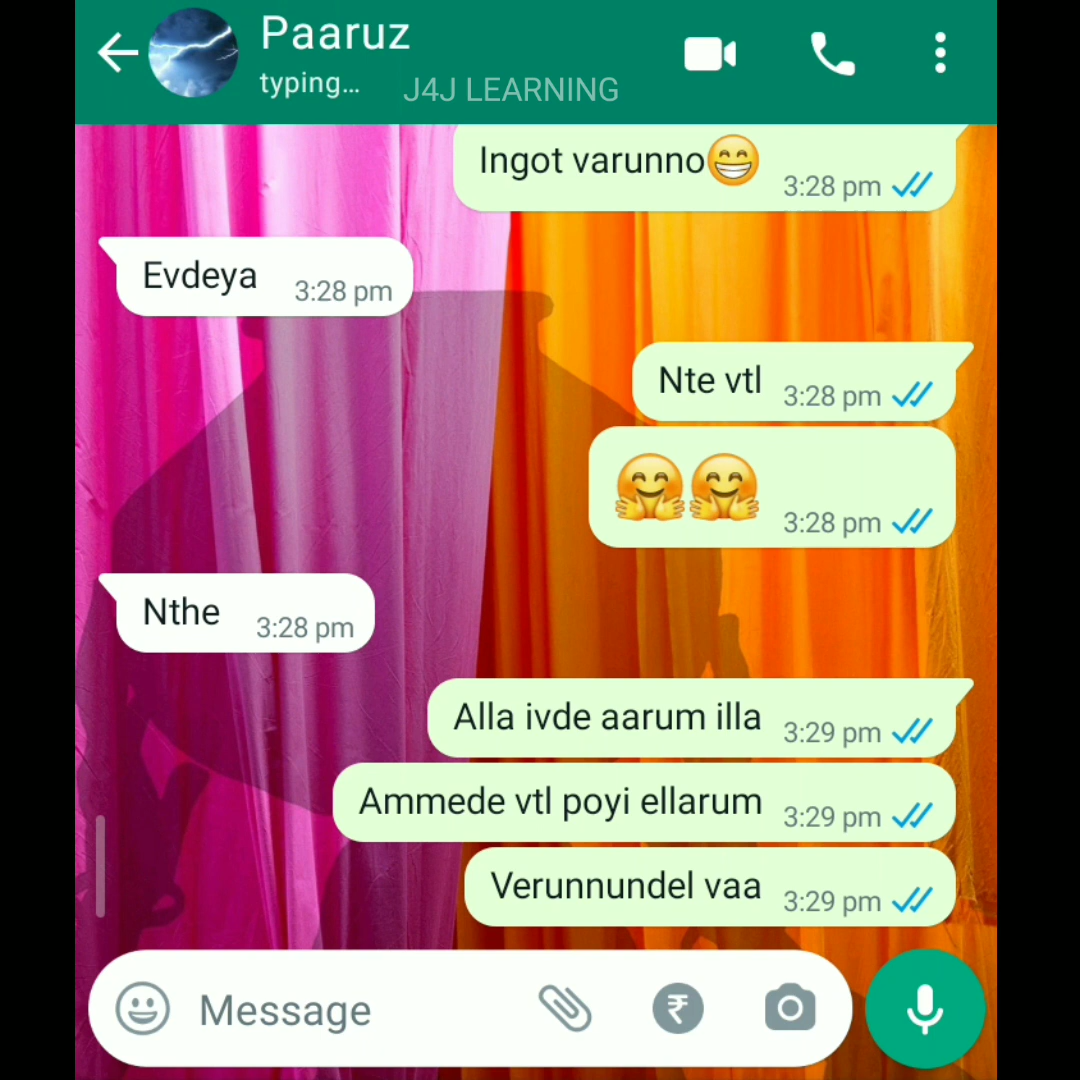 Paaruz
typing...
J4J LEARNING
Ingot varunno😁 3:28 pm
Evdeya 3:28 pm
Nte vtl 3:28 pm
🤗🤗 3:28 pm
Nthe 3:28 pm
Alla ivde aarum illa 3:29 pm
Ammede vtl poyi ellarum 3:29 pm
Verunnundel vaa 3:29 pm
Message ₹